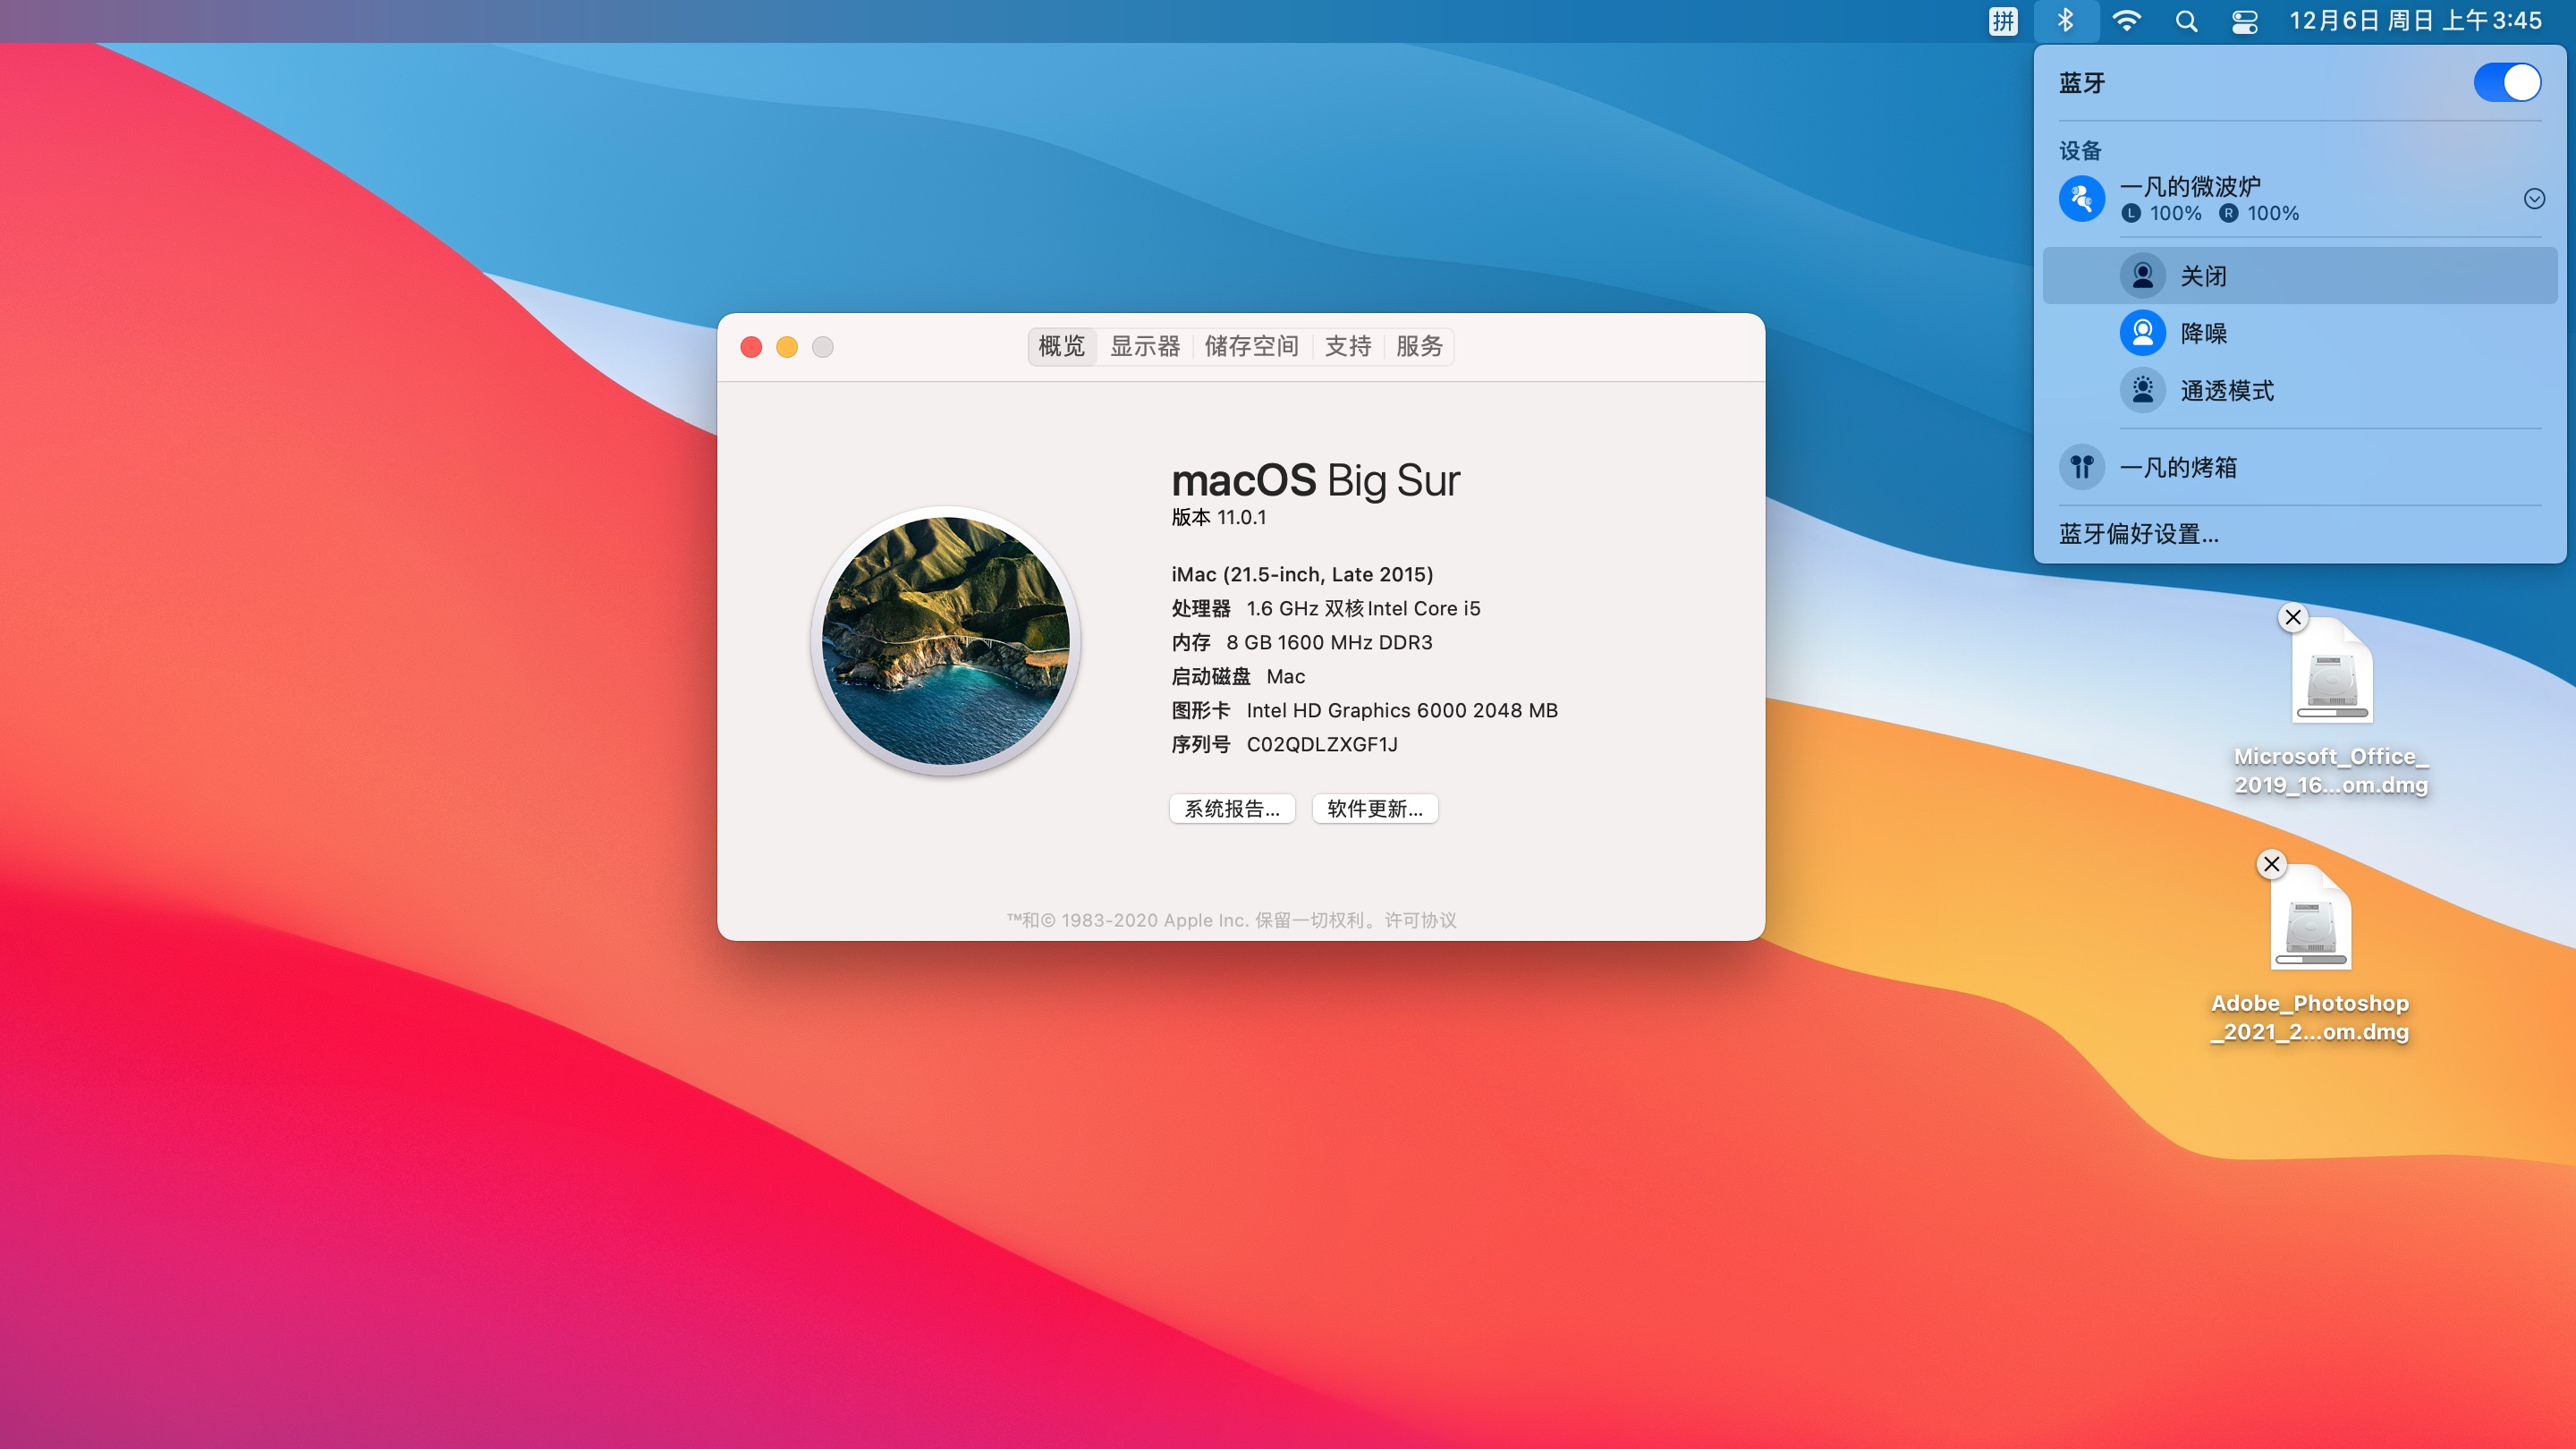 拼
12月6日 周日 上午3:45
蓝牙
设备
一凡的微波炉
L 100% R 100%
关闭
降噪
通透模式
一凡的烤箱
蓝牙偏好设置...
概览 显示器 储存空间 支持 服务
macOS Big Sur
版本 11.0.1
iMac (21.5-inch, Late 2015)
处理器 1.6 GHz 双核Intel Core i5
内存 8 GB 1600 MHz DDR3
启动磁盘 Mac
图形卡 Intel HD Graphics 6000 2048 MB
序列号 C02QDLZXGF1J
系统报告... 软件更新...
™和© 1983-2020 Apple Inc. 保留一切权利。许可协议
Microsoft_Office_
2019_16...om.dmg
Adobe_Photoshop
_2021_2...om.dmg